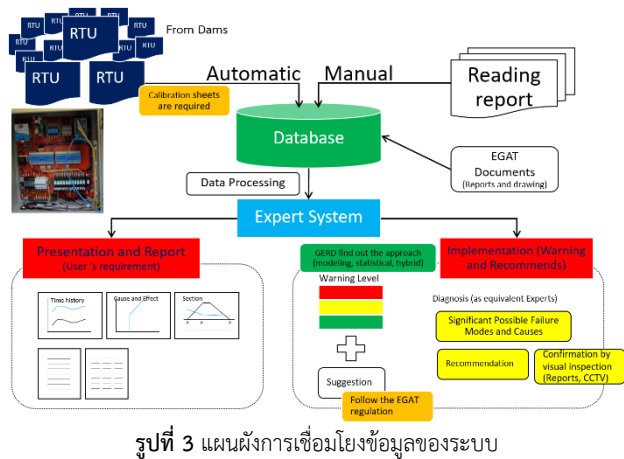 RTU
RTU
RTU
RTU
RTU
RTU
RTU
RTU
RTU
RTU
RTU
From Dams
Automatic
Manual
Reading
report
Calibration sheets
are required
Database
EGAT
Documents
(Reports and drawing)
Data Processing
Expert System
Presentation and Report
(User 's requirement)
GERD find out the approach
(modeling, statistical, hybrid)
Implementation (Warning
and Recommends)
Time history
Cause and Effect
Section
Warning Level
Diagnosis (as equivalent Experts)
Significant Possible Failure
Modes and Causes
Recommendation
Confirmation by
visual inspection
(Reports, CCTV)
Suggestion
Follow the EGAT
regulation
รูปที่ 3 แผนผังการเชื่อมโยงข้อมูลของระบบ